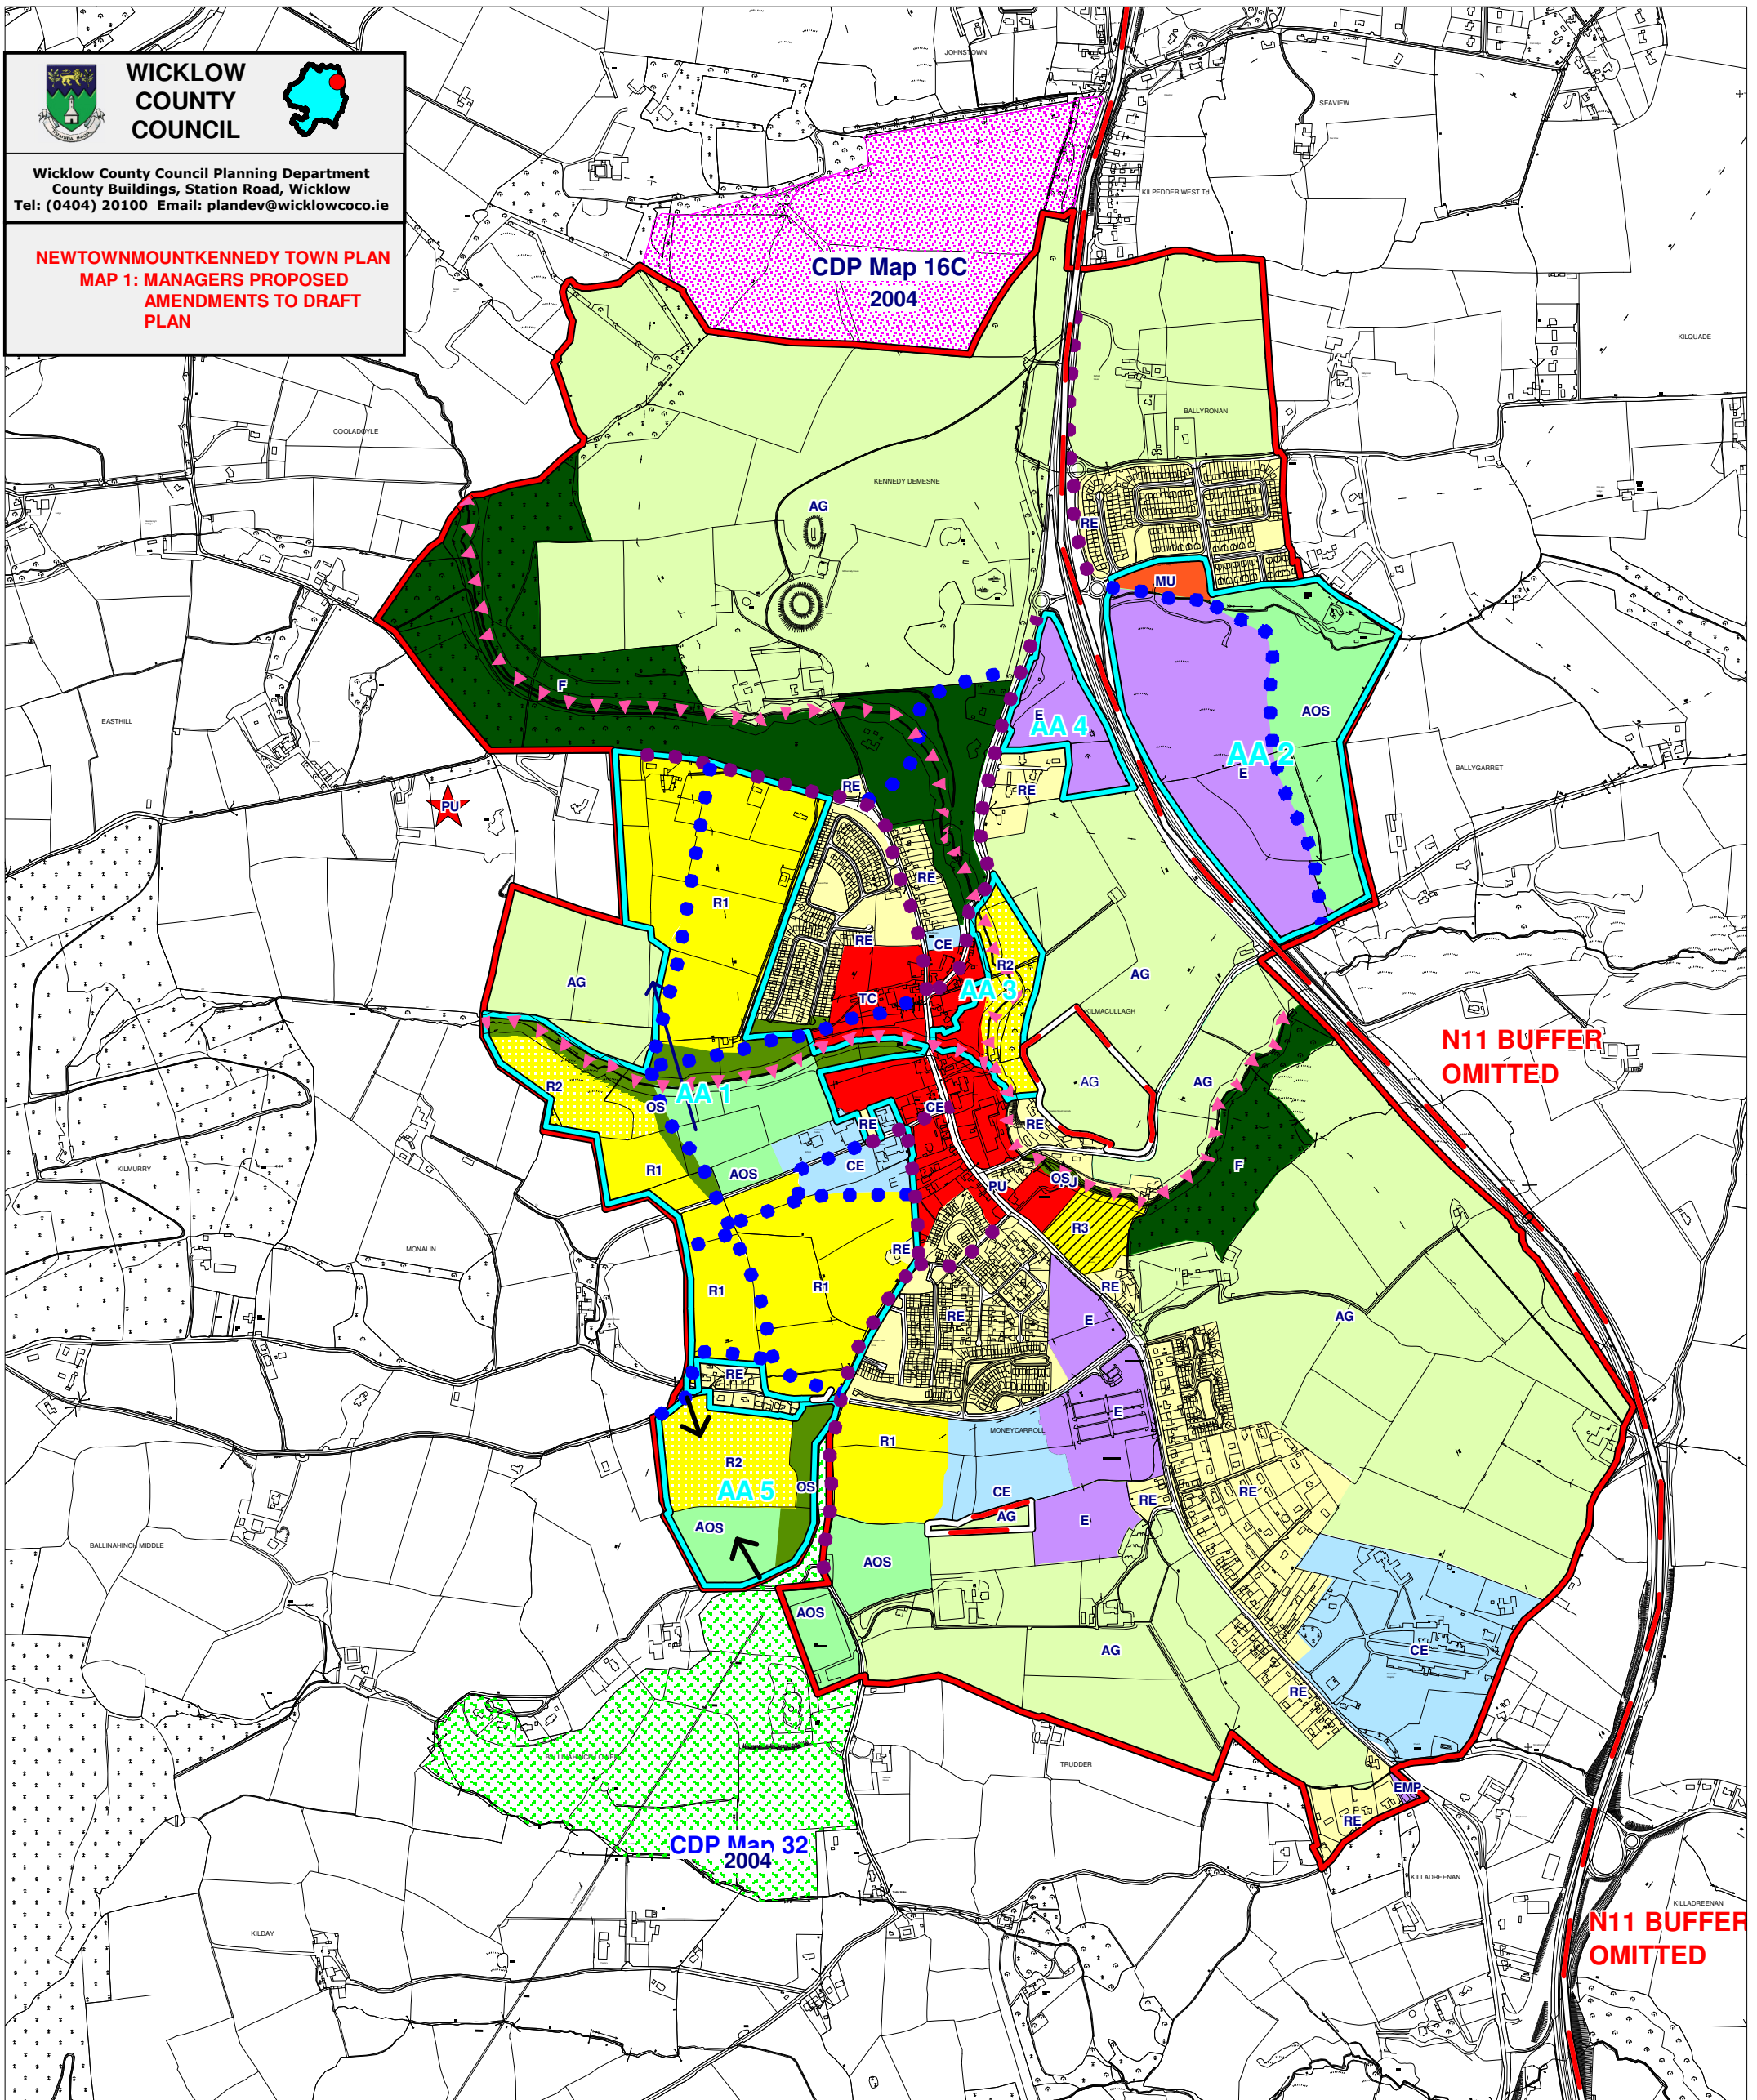 WICKLOW
COUNTY
COUNCIL
Wicklow County Council Planning Department
County Buildings, Station Road, Wicklow
Tel: (0404) 20100 Email: plandev@wicklowcoco.ie
NEWTOWNMOUNTKENNEDY TOWN PLAN
MAP 1: MANAGERS PROPOSED
AMENDMENTS TO DRAFT
PLAN
JOHNSTOWN
SEAVIEW
KILPEDDER WEST Td
CDP Map 16C
2004
KILQUADE
BALLYRONAN
COOLADOYLE
KENNEDY DEMESNE
AG
RE
MU
F
EASTHILL
E
AA 4
AOS
AA 2
E
BALLYGARRET
PU
RE
RE
R1
RE
RE
CE
R2
AG
AG
TC
AA 3
KILMACULLAGH
N11 BUFFER
OMITTED
R2
AA 1
OS
AG
AG
CE
RE
RE
KILMURRY
R1
AOS
CE
E
F
OS
PU
R3
MONALIN
RE
R1
R1
RE
RE
E
AG
RE
E
R1
MONEYCARROLL
R2
AA 5
OS
CE
RE
RE
AOS
AG
E
BALLINAHINCH MIDDLE
AOS
AOS
AG
CE
RE
BALLINAHINCH LOWER
TRUDDER
EMP
RE
CDP Map 32
2004
KILLADREENAN
KILLADREENAN
KILDAY
N11 BUFFER
OMITTED